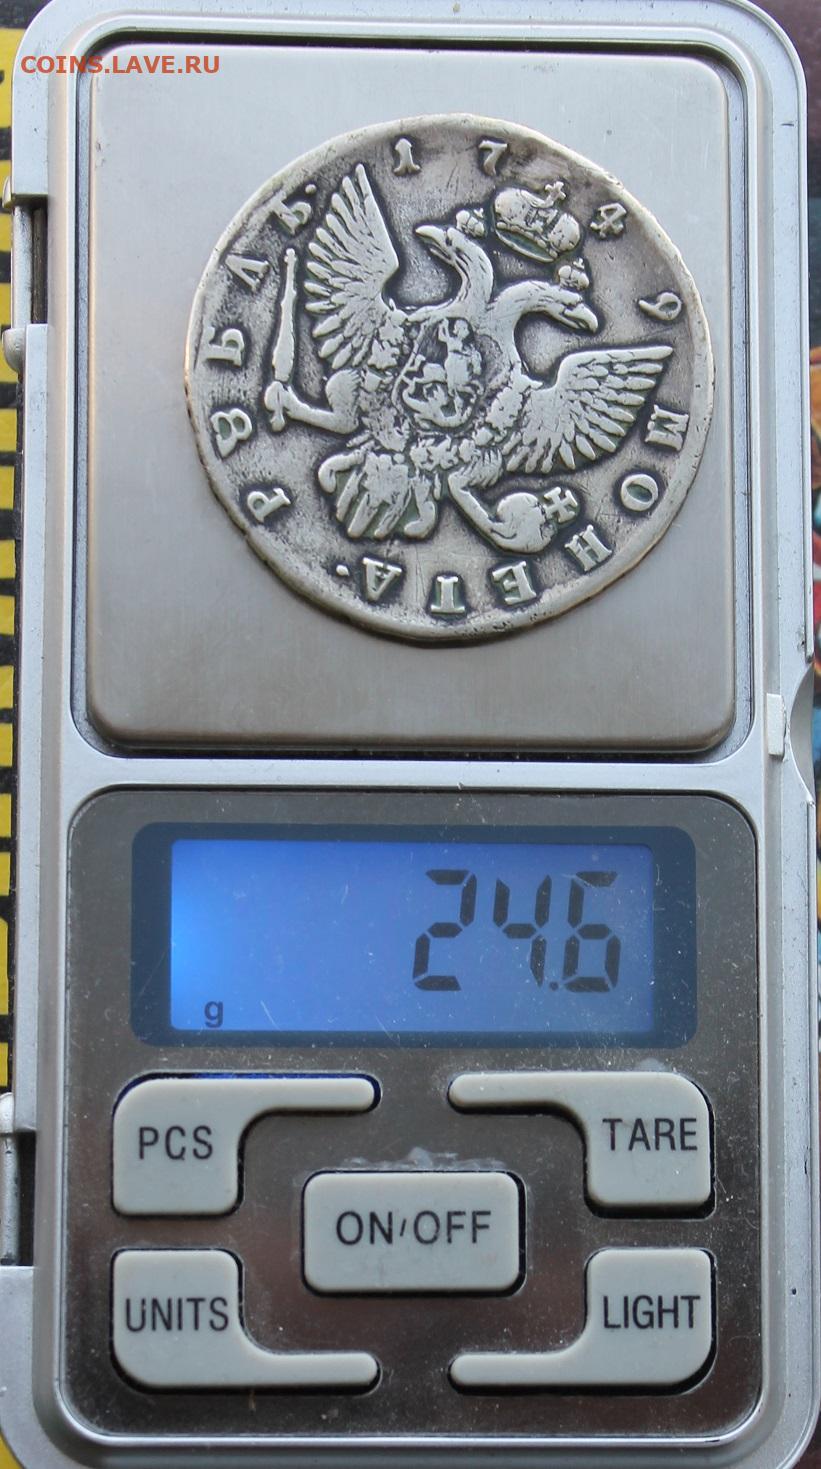 COINS.LAVE.RU
1749 МОНЕТА · РУБЛЬ ·
24.6
g
PCS
TARE
ON/OFF
UNITS
LIGHT